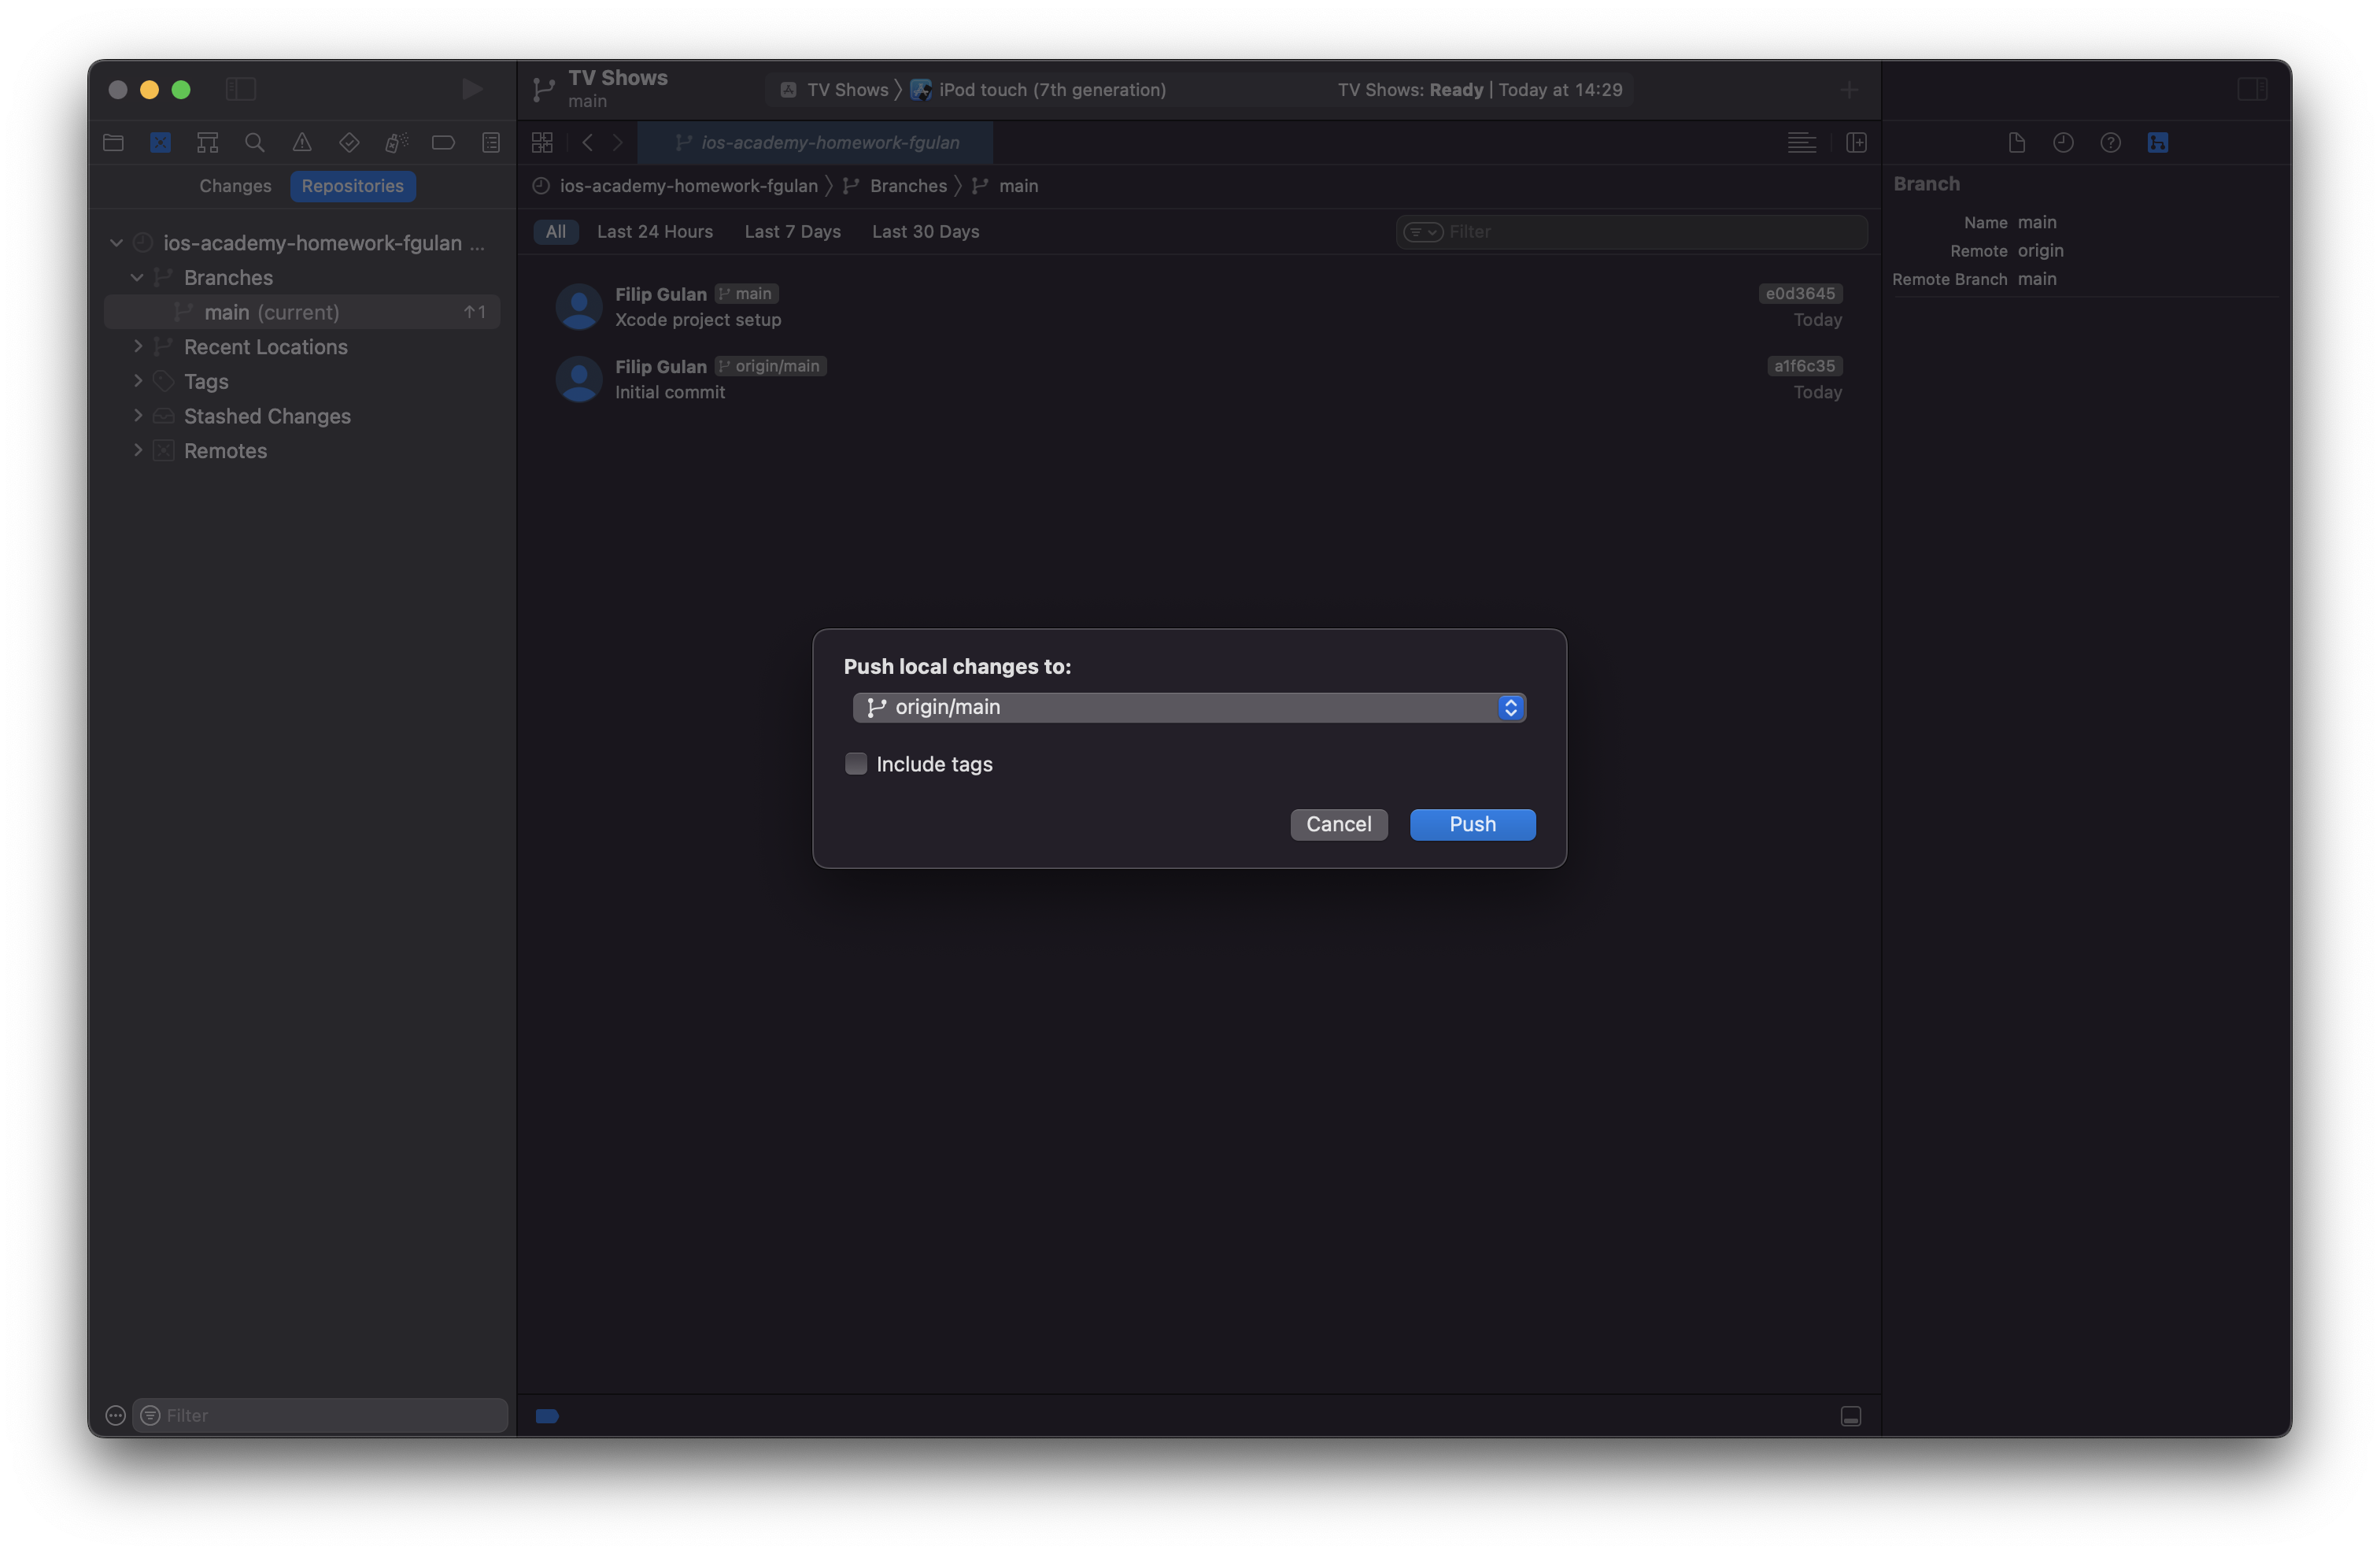 TV Shows
main
TV Shows 〉 iPod touch (7th generation)
TV Shows: Ready | Today at 14:29
ios-academy-homework-fgulan
Changes Repositories
ios-academy-homework-fgulan 〉 Branches 〉 main
All Last 24 Hours Last 7 Days Last 30 Days
Filter
ios-academy-homework-fgulan ...
Branches
main (current) ↑1
Recent Locations
Tags
Stashed Changes
Remotes
Filter
Filip Gulan main e0d3645
Xcode project setup Today
Filip Gulan origin/main a1f6c35
Initial commit Today
Push local changes to:
origin/main
Include tags
Cancel Push
Branch
Name main
Remote origin
Remote Branch main